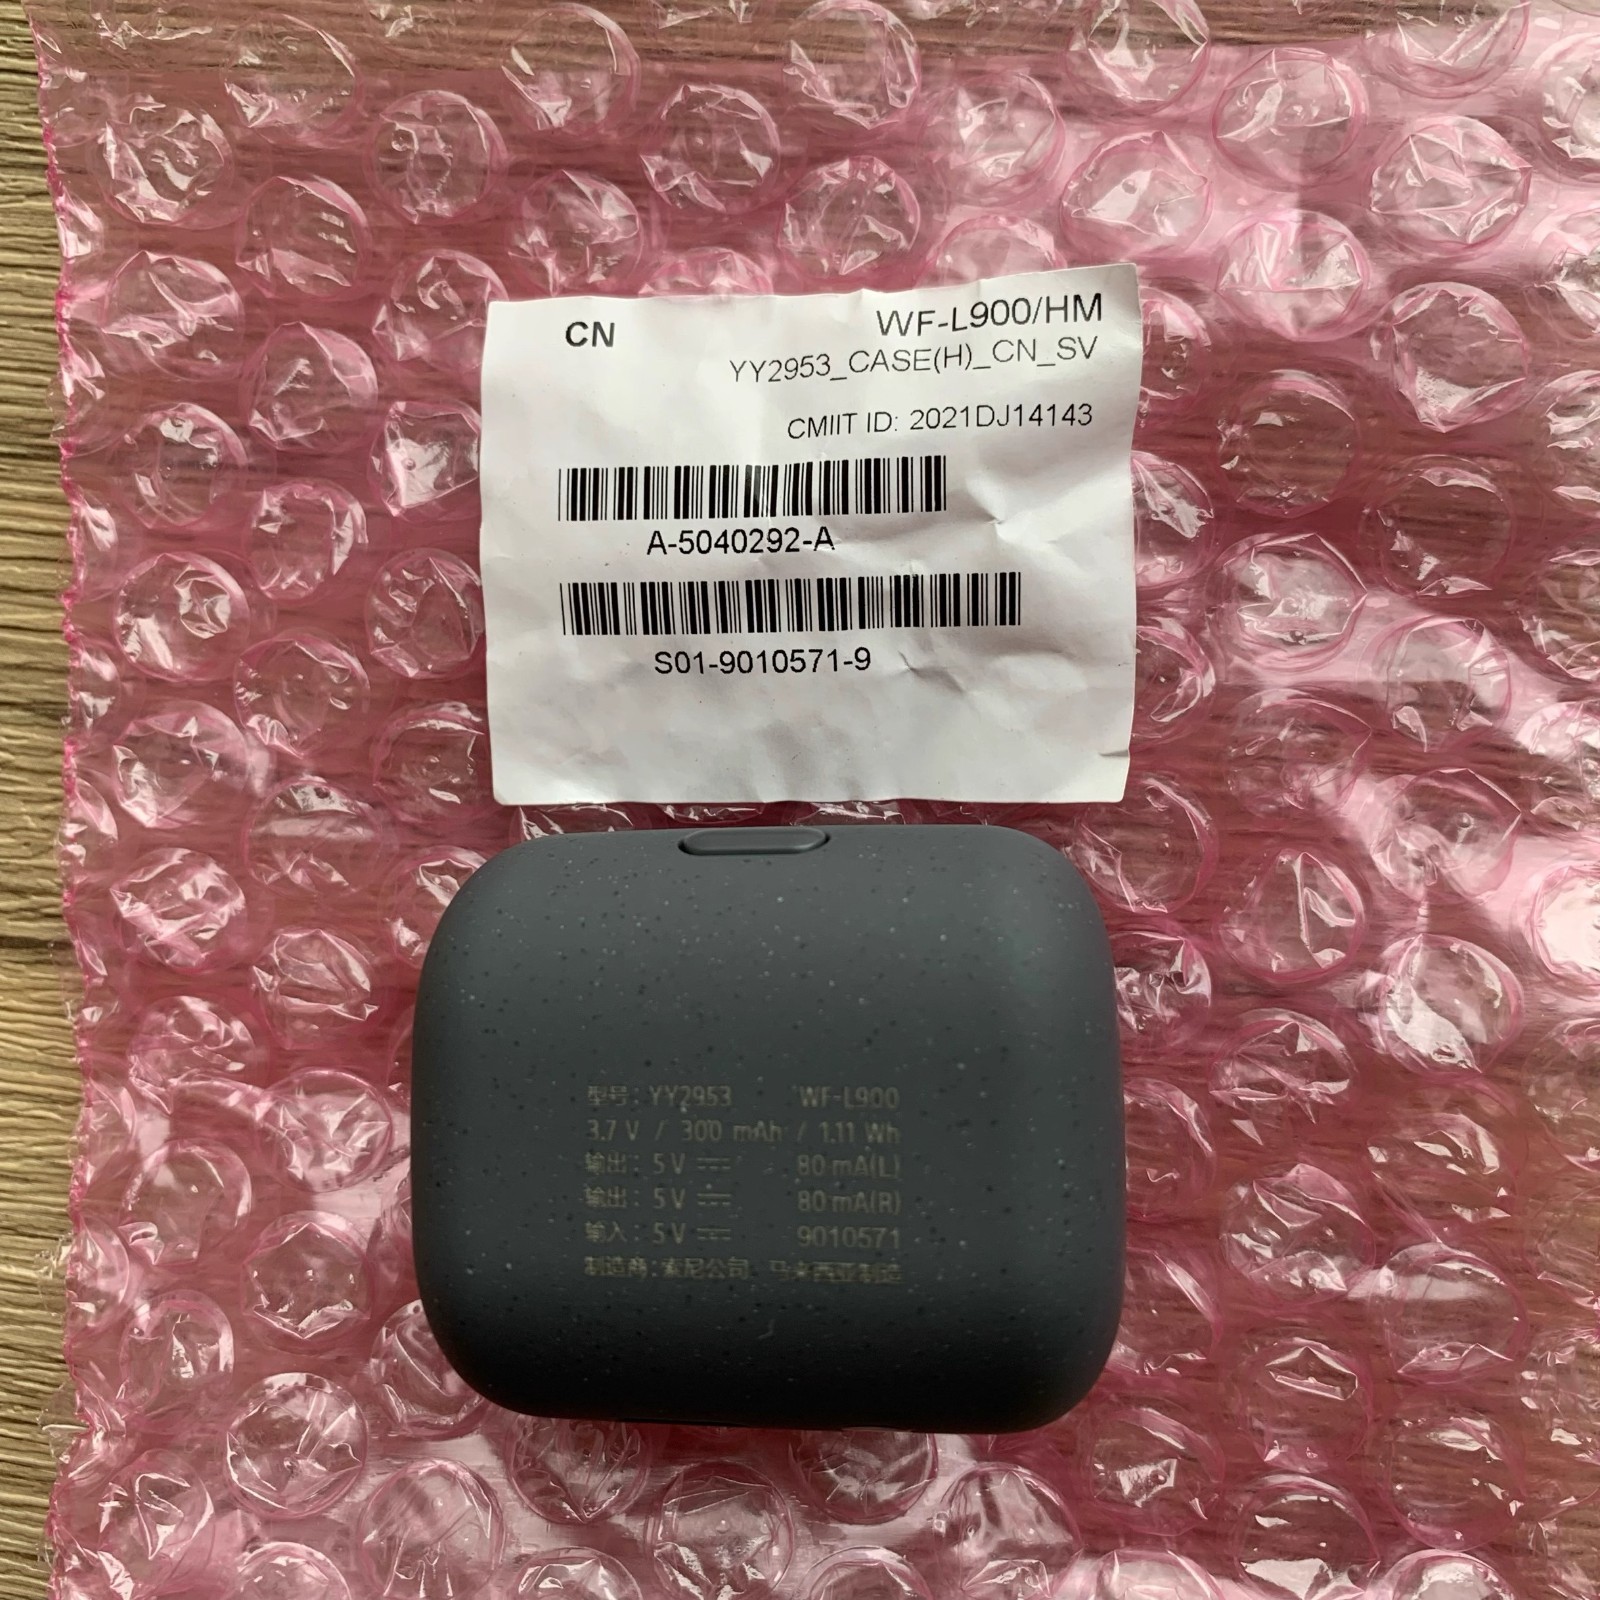 CN
WF-L900/HM
YY2953_CASE(H)_CN_SV
CMIIT ID: 2021DJ14143
A-5040292-A
S01-9010571-9
型号: YY2953 WF-L900
3.7 V / 300 mAh / 1.11 Wh
输出: 5 V ⎓ 80 mA(L)
输出: 5 V ⎓ 80 mA(R)
输入: 5 V ⎓ 9010571
制造商: 索尼公司 马来西亚制造